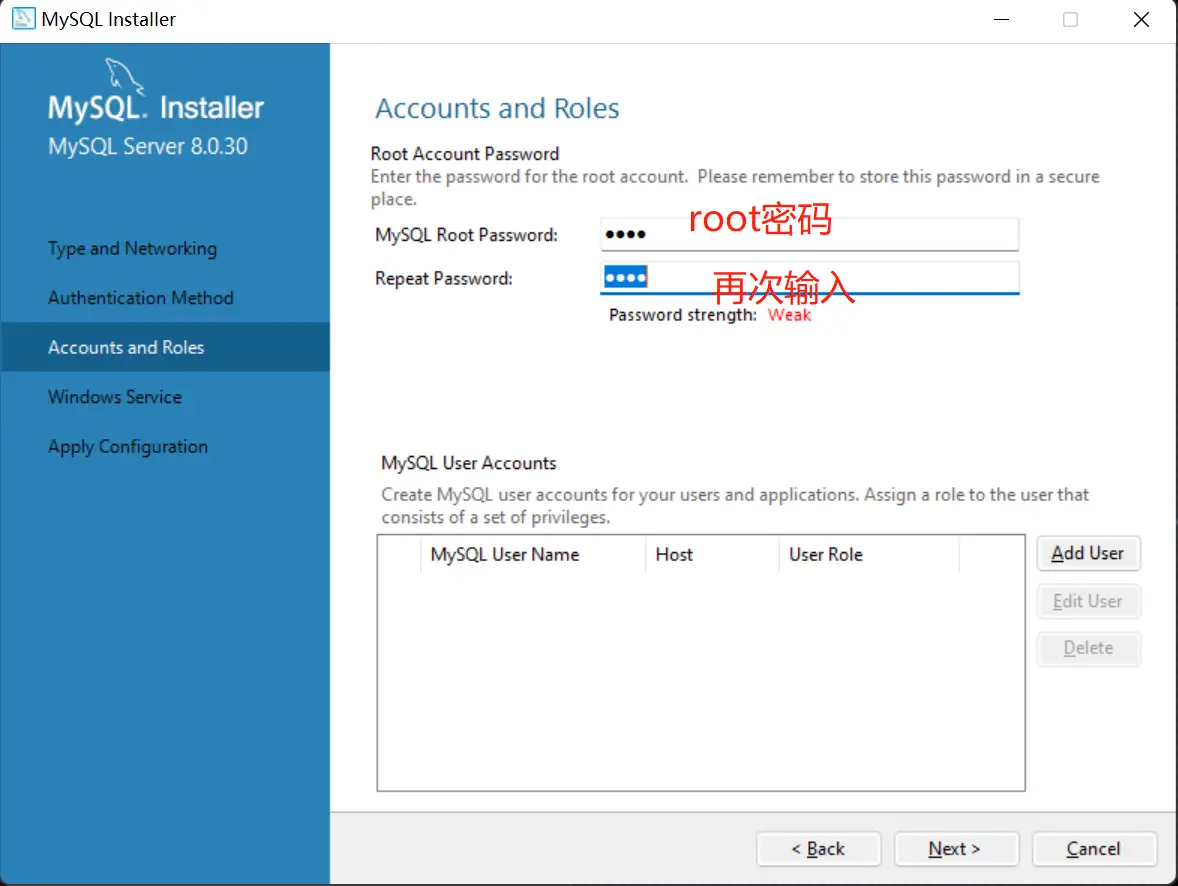 MySQL Installer
MySQL. Installer
MySQL Server 8.0.30
Type and Networking
Authentication Method
Accounts and Roles
Windows Service
Apply Configuration
Accounts and Roles
Root Account Password
Enter the password for the root account.  Please remember to store this password in a secure
place.
MySQL Root Password: •••• root密码
Repeat Password: •••• 再次输入
Password strength: Weak
MySQL User Accounts
Create MySQL user accounts for your users and applications. Assign a role to the user that
consists of a set of privileges.
MySQL User Name Host User Role
Add User
Edit User
Delete
< Back Next > Cancel